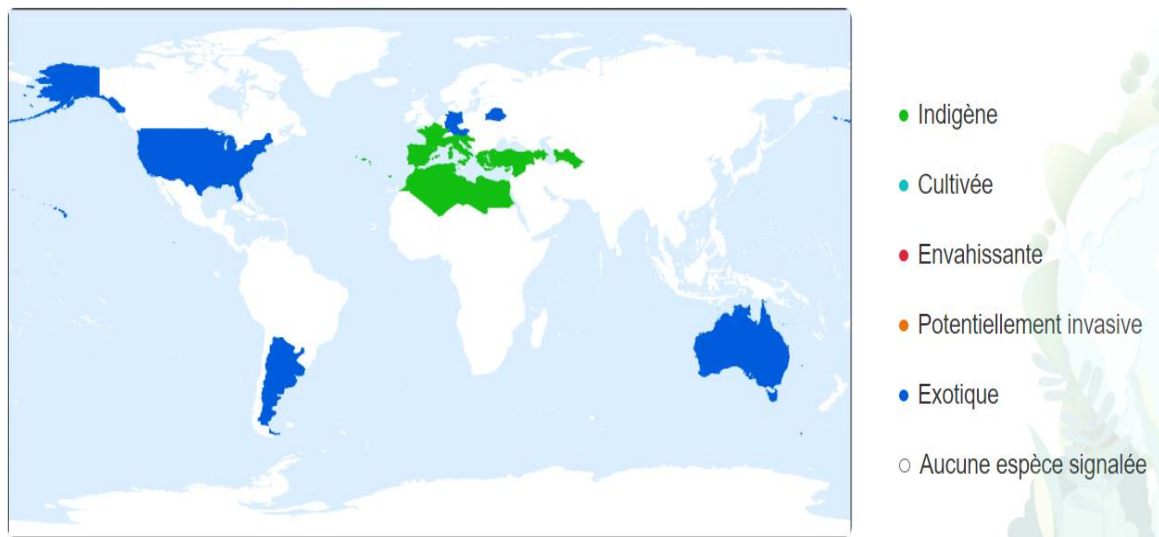 Indigène
Cultivée
Envahissante
Potentiellement invasive
Exotique
Aucune espèce signalée